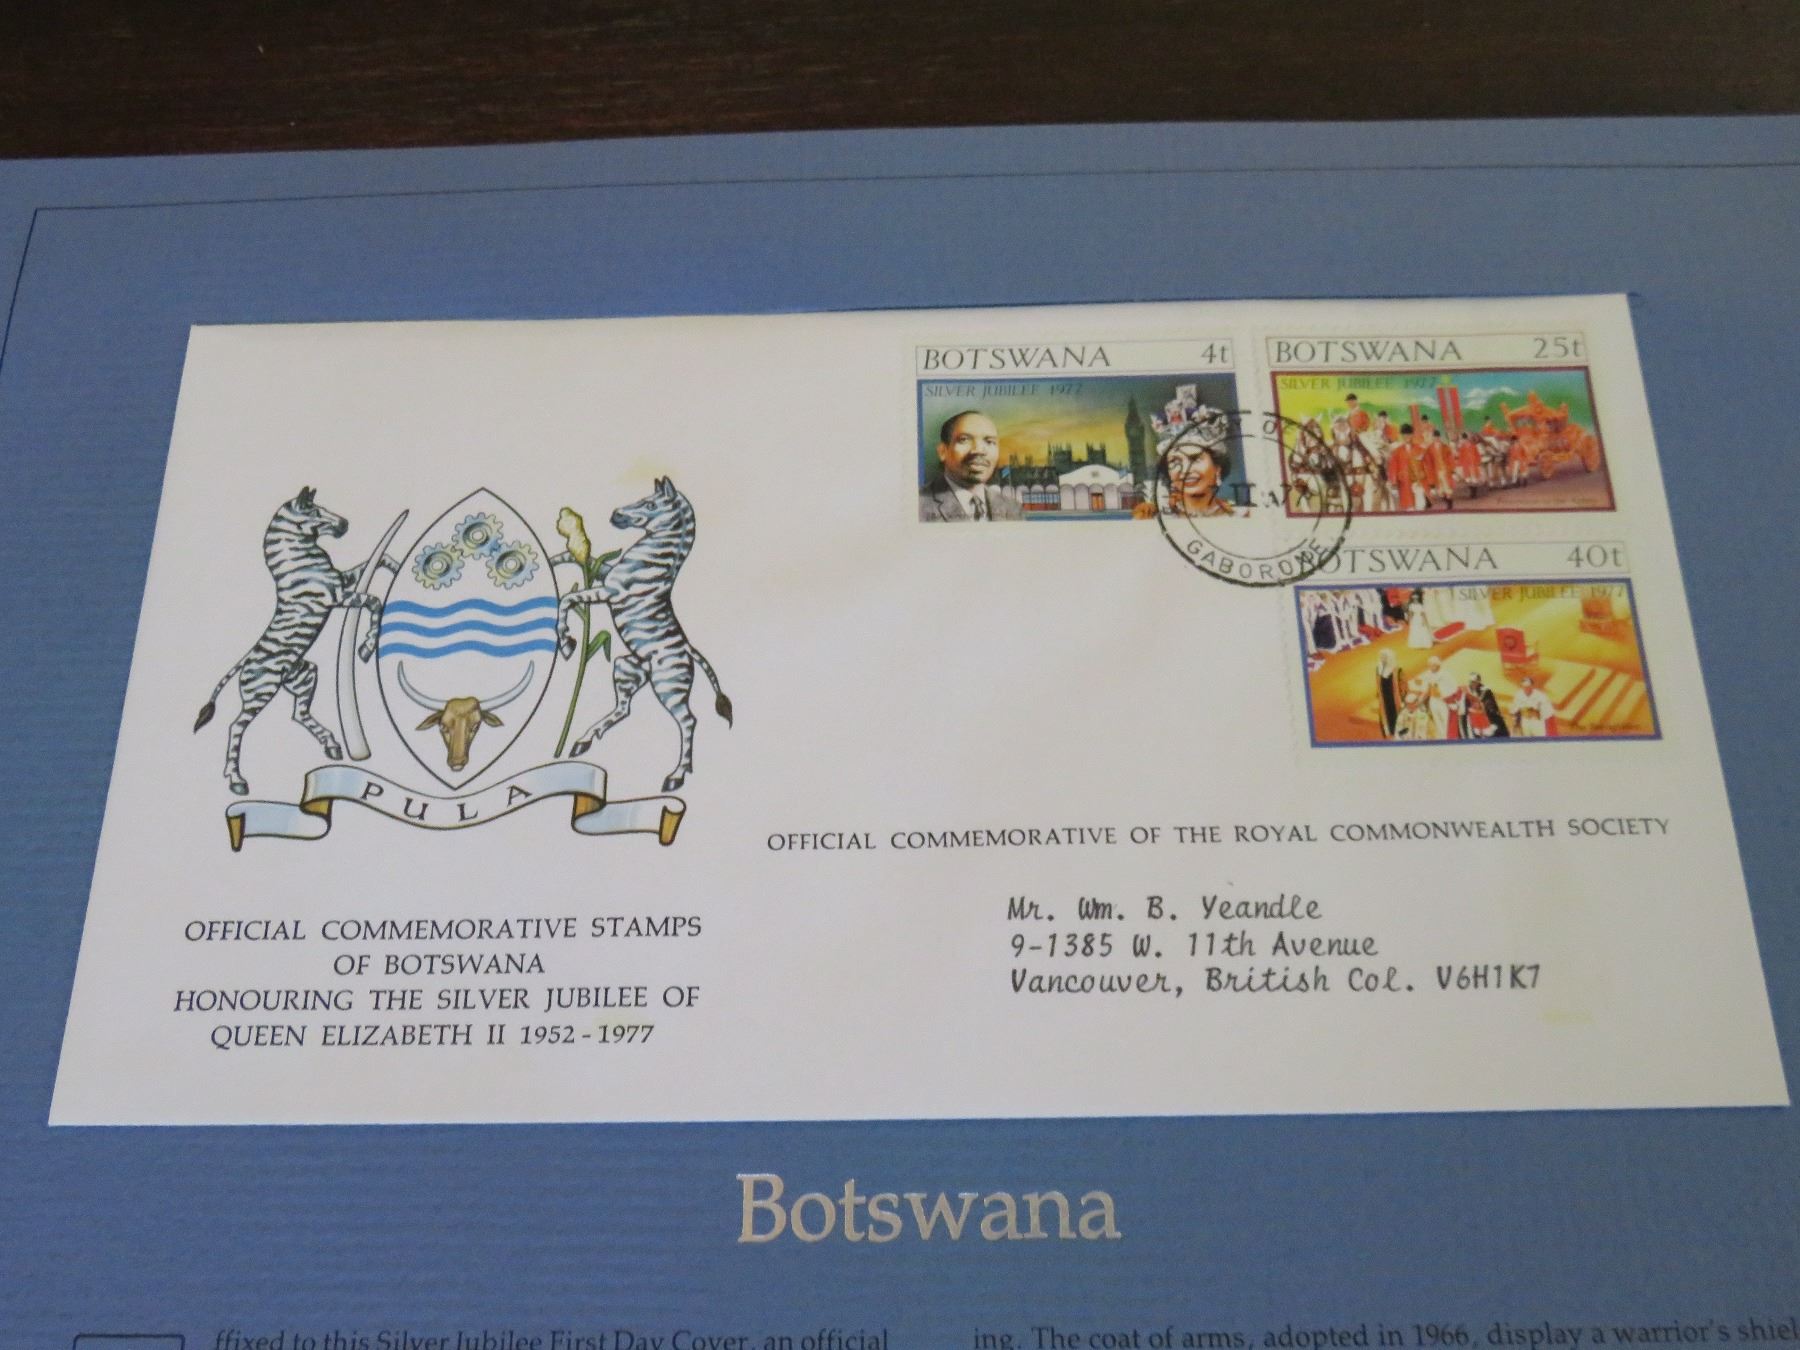 BOTSWANA 4t
SILVER JUBILEE 1977
BOTSWANA 25t
SILVER JUBILEE 1977
GABORONE
BOTSWANA 40t
SILVER JUBILEE 1977
PULA
OFFICIAL COMMEMORATIVE OF THE ROYAL COMMONWEALTH SOCIETY
Mr. Wm. B. Yeandle
9-1385 W. 11th Avenue
Vancouver, British Col. V6H1K7
OFFICIAL COMMEMORATIVE STAMPS
OF BOTSWANA
HONOURING THE SILVER JUBILEE OF
QUEEN ELIZABETH II 1952-1977
Botswana
ffixed to this Silver Jubilee First Day Cover, an official
ing. The coat of arms, adopted in 1966, display a warrior's shiel